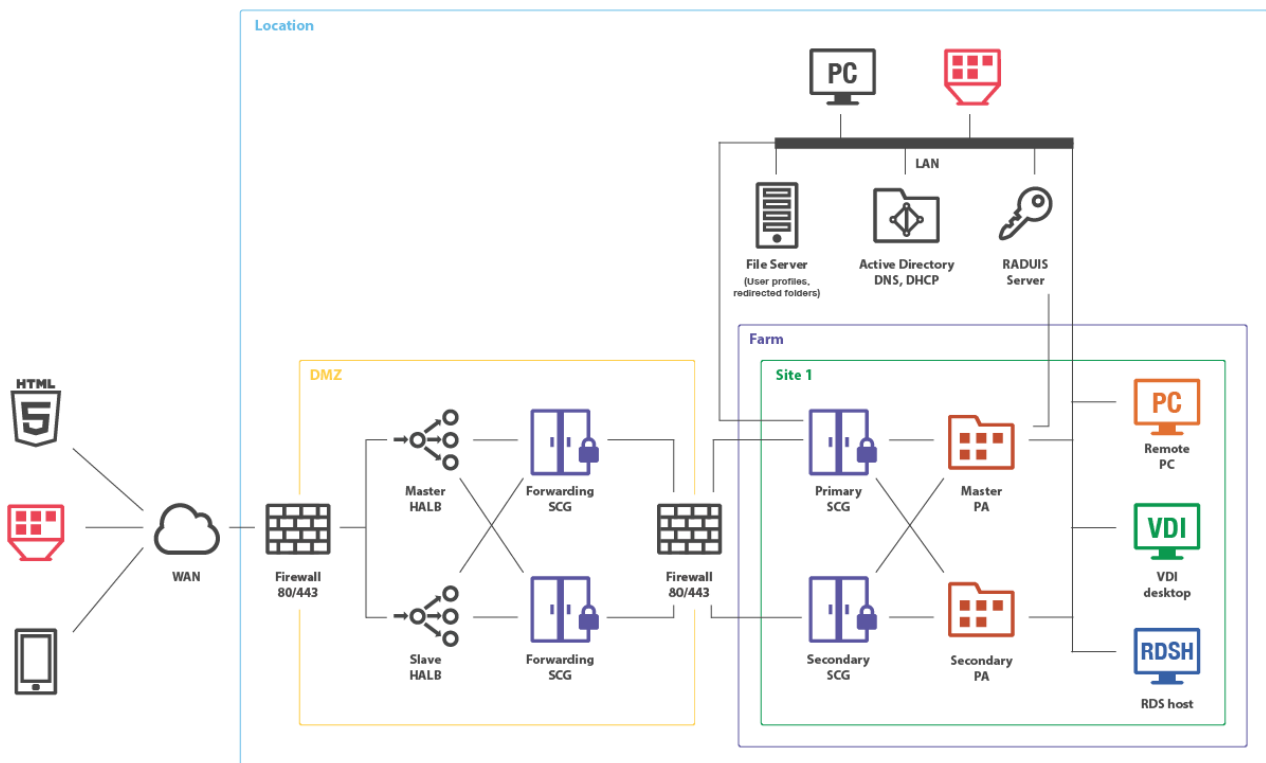 Location
PC
LAN
File Server
(User profiles,
redirected folders)
Active Directory
DNS, DHCP
RADUIS
Server
Farm
Site 1
DMZ
HTML
5
WAN
Firewall
80/443
Master
HALB
Slave
HALB
Forwarding
SCG
Forwarding
SCG
Firewall
80/443
Primary
SCG
Secondary
SCG
Master
PA
Secondary
PA
PC
Remote
PC
VDI
VDI
desktop
RDSH
RDS host